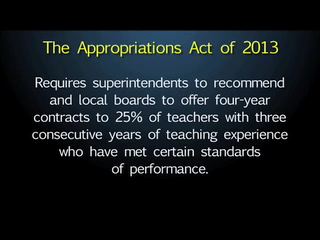 The Appropriations Act of 2013
Requires superintendents to recommend
and local boards to offer four-year
contracts to 25% of teachers with three
consecutive years of teaching experience
who have met certain standards
of performance.